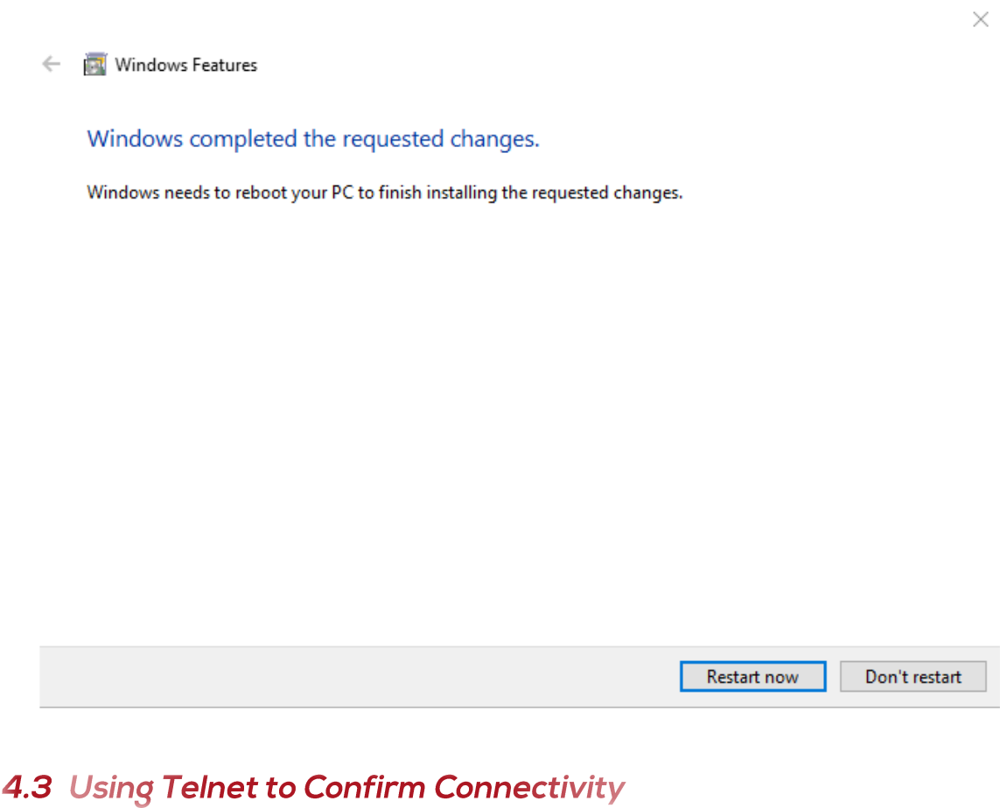 Windows Features
Windows completed the requested changes.
Windows needs to reboot your PC to finish installing the requested changes.
Restart now
Don't restart
4.3 Using Telnet to Confirm Connectivity